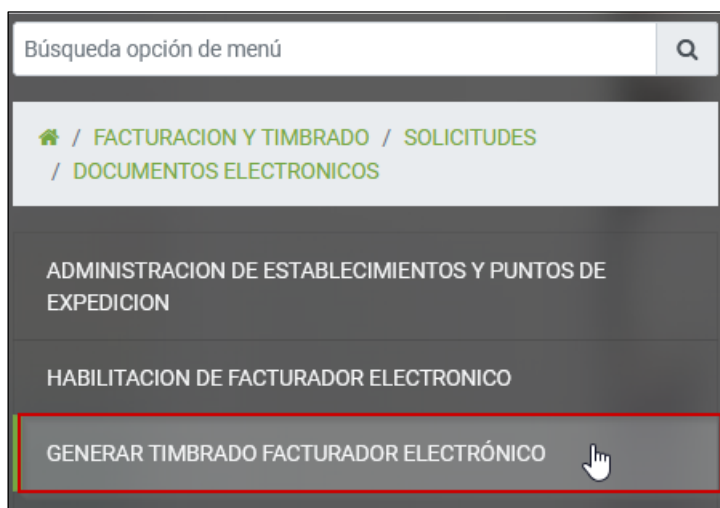 Búsqueda opción de menú
/ FACTURACION Y TIMBRADO / SOLICITUDES
/ DOCUMENTOS ELECTRONICOS
ADMINISTRACION DE ESTABLECIMIENTOS Y PUNTOS DE
EXPEDICION
HABILITACION DE FACTURADOR ELECTRONICO
GENERAR TIMBRADO FACTURADOR ELECTRÓNICO